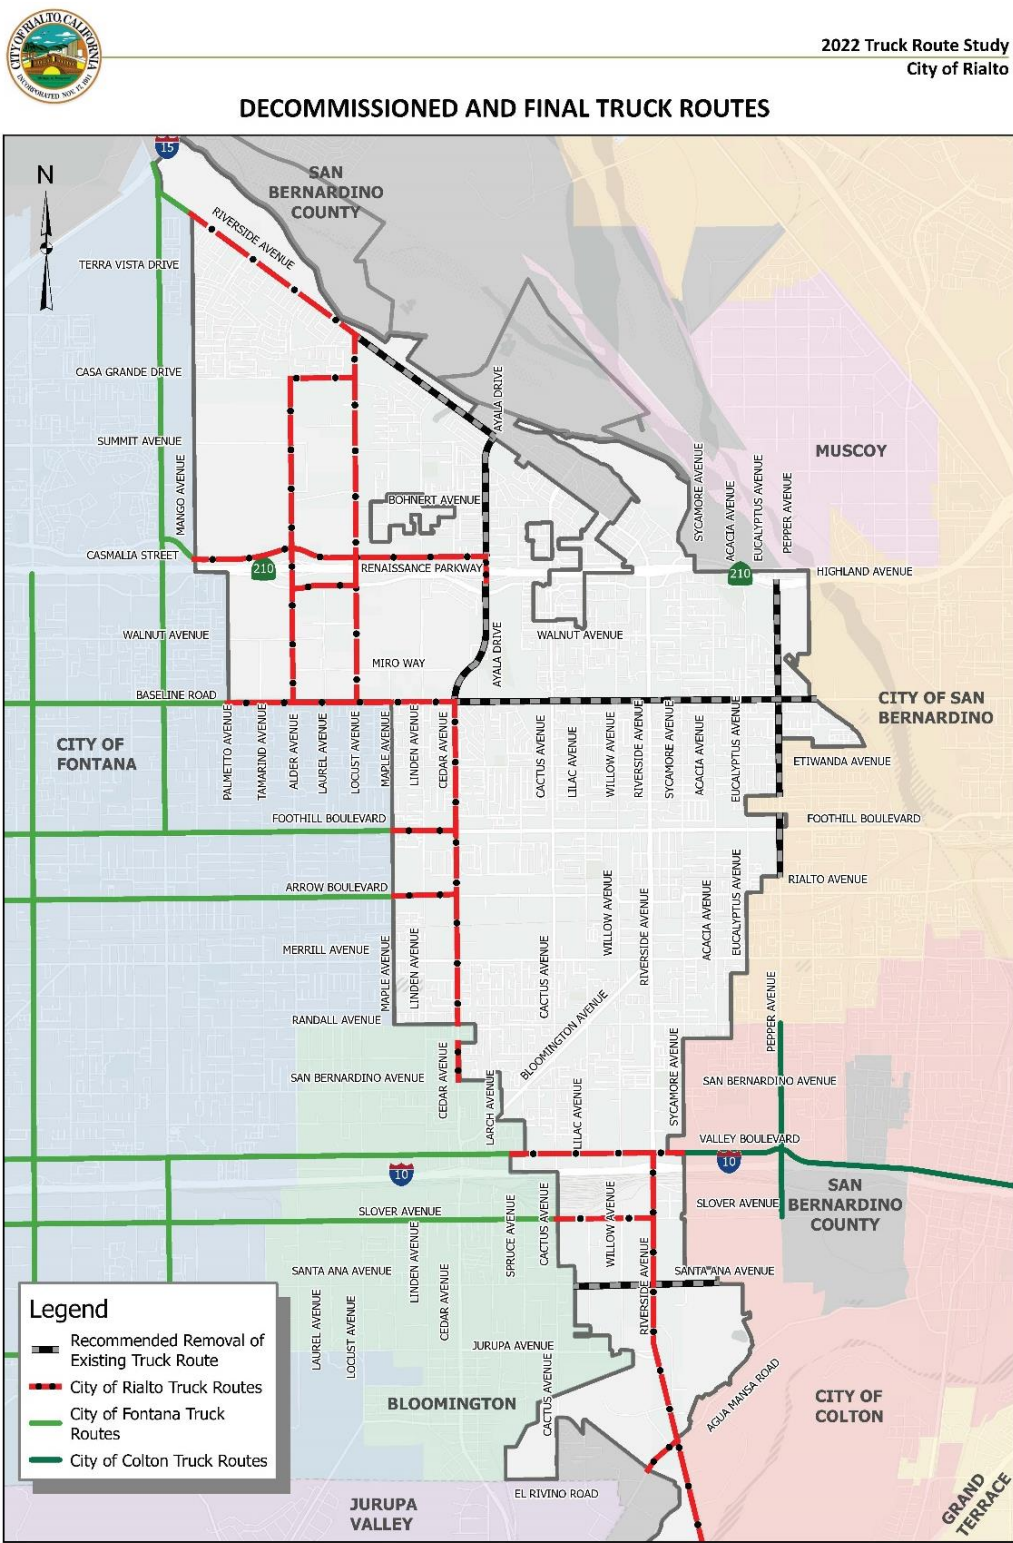 CITY OF RIALTO, CALIFORNIA
INCORPORATED NOV. 17, 1911
2022 Truck Route Study
City of Rialto
DECOMMISSIONED AND FINAL TRUCK ROUTES
15
N
SAN
BERNARDINO
COUNTY
RIVERSIDE AVENUE
TERRA VISTA DRIVE
CASA GRANDE DRIVE
AYALA DRIVE
SUMMIT AVENUE
MANGO AVENUE
MUSCOY
SYCAMORE AVENUE
ACACIA AVENUE
EUCALYPTUS AVENUE
PEPPER AVENUE
BOHNERT AVENUE
CASMALIA STREET
210
RENAISSANCE PARKWAY
210
HIGHLAND AVENUE
WALNUT AVENUE
WALNUT AVENUE
MIRO WAY
AYALA DRIVE
BASELINE ROAD
CITY OF SAN
BERNARDINO
CITY OF
FONTANA
PALMETTO AVENUE
TAMARIND AVENUE
ALDER AVENUE
LAUREL AVENUE
LOCUST AVENUE
MAPLE AVENUE
LINDEN AVENUE
CEDAR AVENUE
CACTUS AVENUE
LILAC AVENUE
WILLOW AVENUE
RIVERSIDE AVENUE
SYCAMORE AVENUE
ACACIA AVENUE
EUCALYPTUS AVENUE
ETIWANDA AVENUE
FOOTHILL BOULEVARD
FOOTHILL BOULEVARD
ARROW BOULEVARD
RIALTO AVENUE
WILLOW AVENUE
RIVERSIDE AVENUE
ACACIA AVENUE
EUCALYPTUS AVENUE
MERRILL AVENUE
MAPLE AVENUE
LINDEN AVENUE
CACTUS AVENUE
BLOOMINGTON AVENUE
PEPPER AVENUE
RANDALL AVENUE
SAN BERNARDINO AVENUE
CEDAR AVENUE
LARCH AVENUE
LILAC AVENUE
SYCAMORE AVENUE
SAN BERNARDINO AVENUE
VALLEY BOULEVARD
10
10
SAN
BERNARDINO
COUNTY
SLOVER AVENUE
SLOVER AVENUE
SPRUCE AVENUE
CACTUS AVENUE
WILLOW AVENUE
RIVERSIDE AVENUE
SANTA ANA AVENUE
LINDEN AVENUE
CEDAR AVENUE
SANTA ANA AVENUE
LAUREL AVENUE
LOCUST AVENUE
JURUPA AVENUE
CACTUS AVENUE
AGUA MANSA ROAD
BLOOMINGTON
CITY OF
COLTON
EL RIVINO ROAD
JURUPA
VALLEY
GRAND
TERRACE
Legend
Recommended Removal of
Existing Truck Route
City of Rialto Truck Routes
City of Fontana Truck
Routes
City of Colton Truck Routes